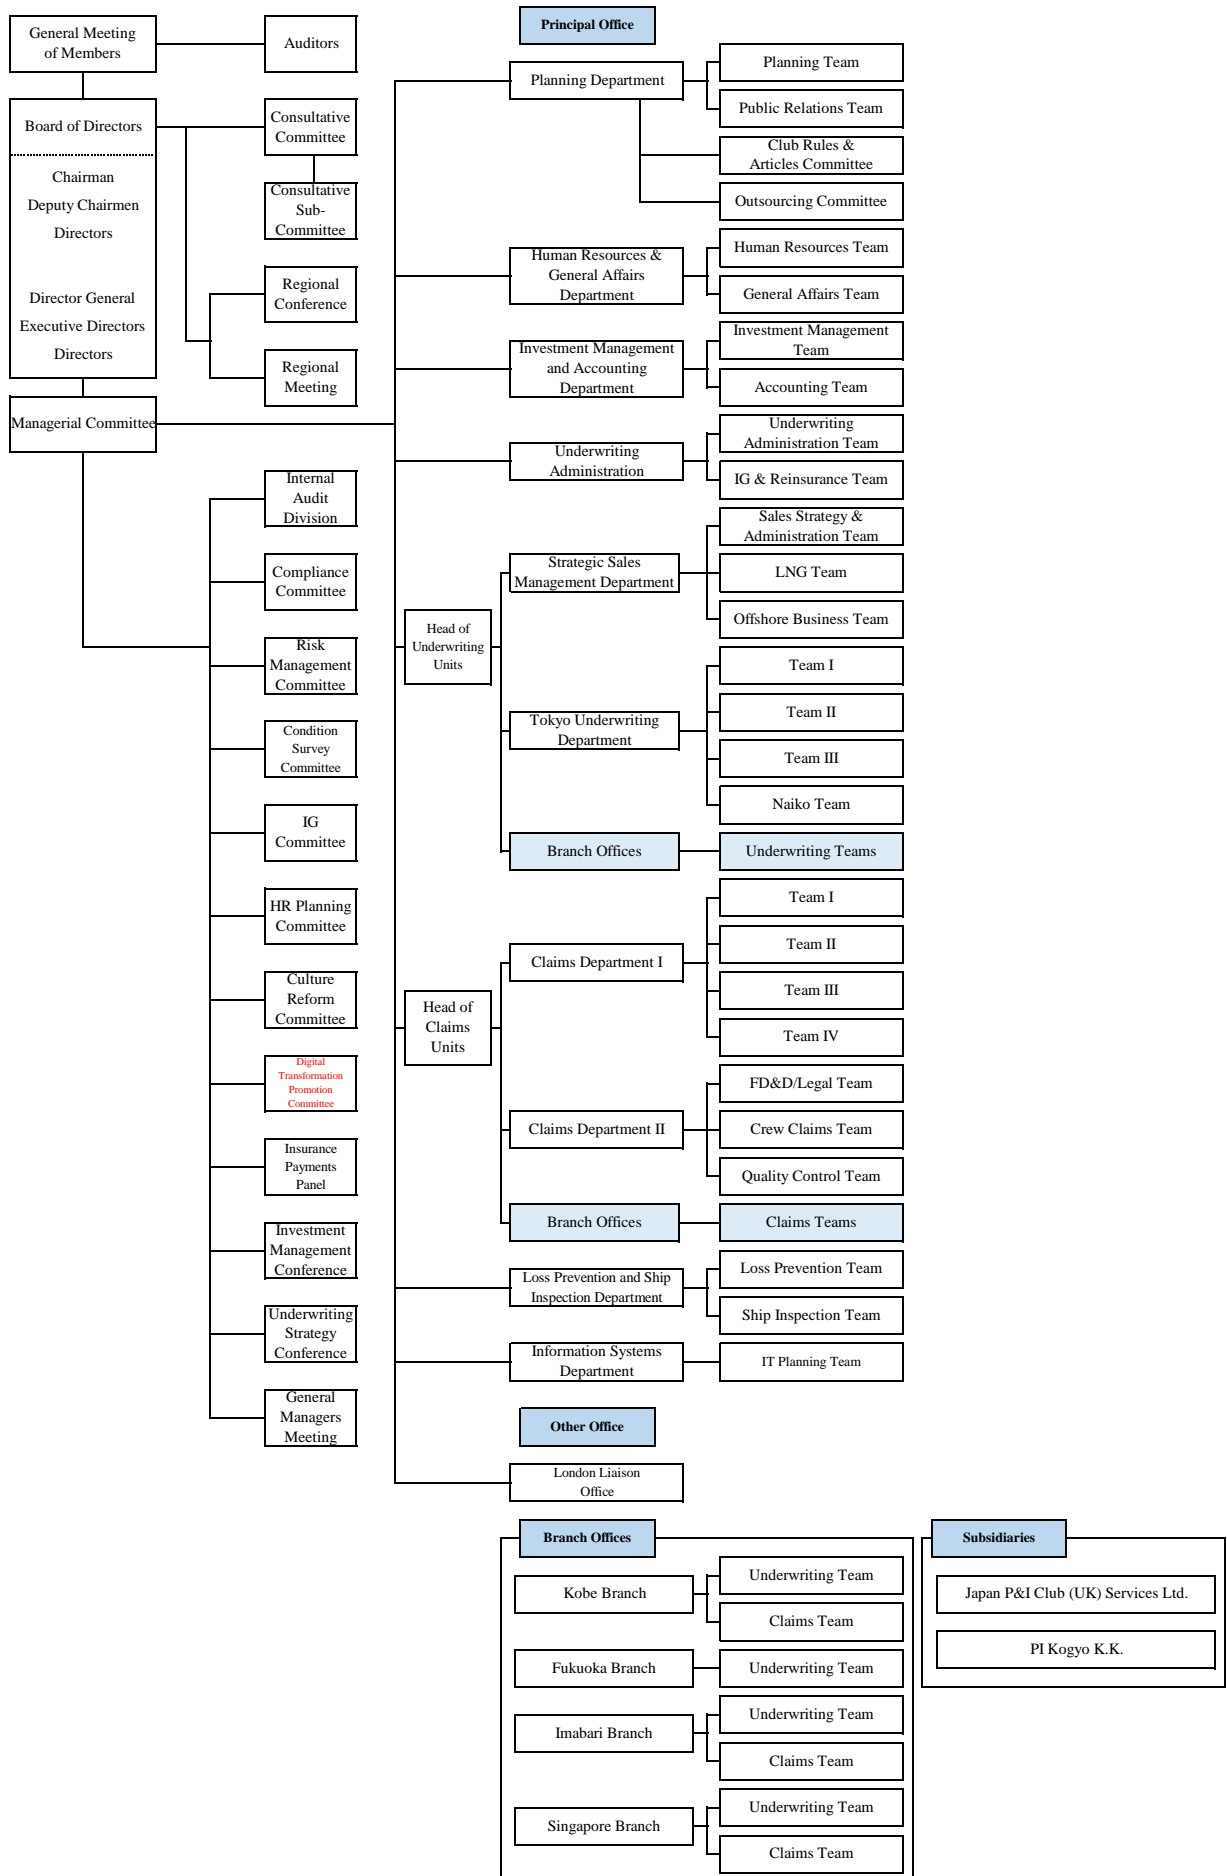 General Meeting
of Members
Auditors
Board of Directors
Chairman
Deputy Chairmen
Directors
Director General
Executive Directors
Directors
Consultative
Committee
Consultative
Sub-
Committee
Regional
Conference
Regional
Meeting
Managerial Committee
Internal
Audit
Division
Compliance
Committee
Risk
Management
Committee
Condition
Survey
Committee
IG
Committee
HR Planning
Committee
Culture
Reform
Committee
Digital
Transformation
Promotion
Committee
Insurance
Payments
Panel
Investment
Management
Conference
Underwriting
Strategy
Conference
General
Managers
Meeting
Principal Office
Planning Department
Planning Team
Public Relations Team
Club Rules &
Articles Committee
Outsourcing Committee
Human Resources &
General Affairs
Department
Human Resources Team
General Affairs Team
Investment Management
and Accounting
Department
Investment Management
Team
Accounting Team
Underwriting
Administration
Underwriting
Administration Team
IG & Reinsurance Team
Head of
Underwriting
Units
Strategic Sales
Management Department
Sales Strategy &
Administration Team
LNG Team
Offshore Business Team
Tokyo Underwriting
Department
Team I
Team II
Team III
Naiko Team
Branch Offices
Underwriting Teams
Head of
Claims
Units
Claims Department I
Team I
Team II
Team III
Team IV
Claims Department II
FD&D/Legal Team
Crew Claims Team
Quality Control Team
Branch Offices
Claims Teams
Loss Prevention and Ship
Inspection Department
Loss Prevention Team
Ship Inspection Team
Information Systems
Department
IT Planning Team
Other Office
London Liaison
Office
Branch Offices
Kobe Branch
Underwriting Team
Claims Team
Fukuoka Branch
Underwriting Team
Imabari Branch
Underwriting Team
Claims Team
Singapore Branch
Underwriting Team
Claims Team
Subsidiaries
Japan P&I Club (UK) Services Ltd.
PI Kogyo K.K.